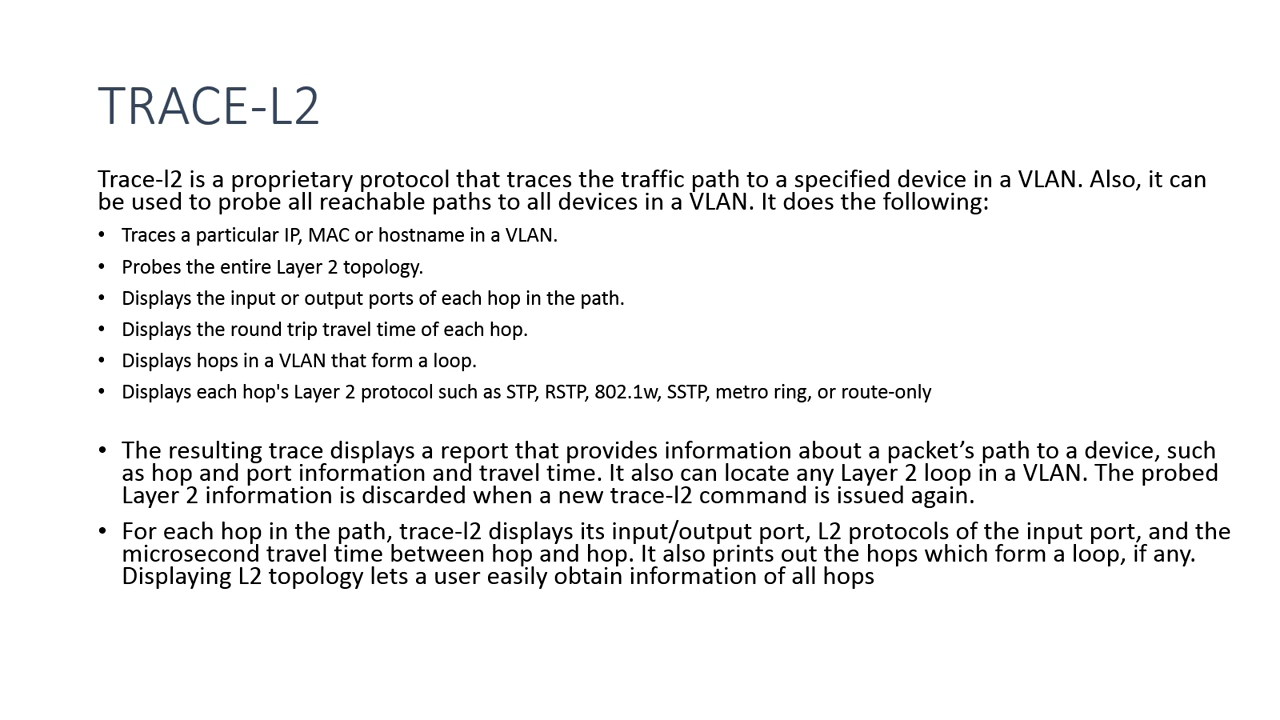 TRACE-L2
Trace-l2 is a proprietary protocol that traces the traffic path to a specified device in a VLAN. Also, it can
be used to probe all reachable paths to all devices in a VLAN. It does the following:
• Traces a particular IP, MAC or hostname in a VLAN.
• Probes the entire Layer 2 topology.
• Displays the input or output ports of each hop in the path.
• Displays the round trip travel time of each hop.
• Displays hops in a VLAN that form a loop.
• Displays each hop's Layer 2 protocol such as STP, RSTP, 802.1w, SSTP, metro ring, or route-only
• The resulting trace displays a report that provides information about a packet’s path to a device, such
as hop and port information and travel time. It also can locate any Layer 2 loop in a VLAN. The probed
Layer 2 information is discarded when a new trace-l2 command is issued again.
• For each hop in the path, trace-l2 displays its input/output port, L2 protocols of the input port, and the
microsecond travel time between hop and hop. It also prints out the hops which form a loop, if any.
Displaying L2 topology lets a user easily obtain information of all hops